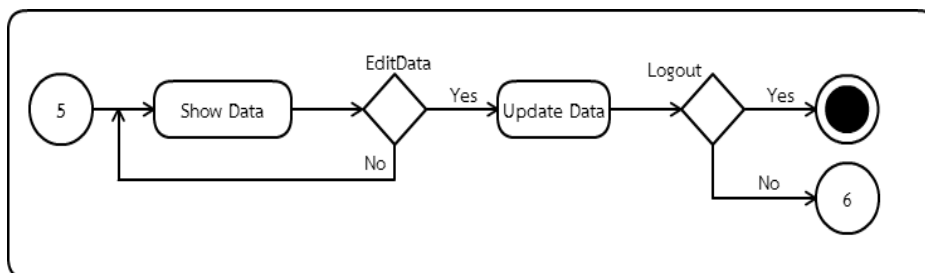 EditData
Logout
5
Show Data
Yes
Update Data
Yes
No
No
6